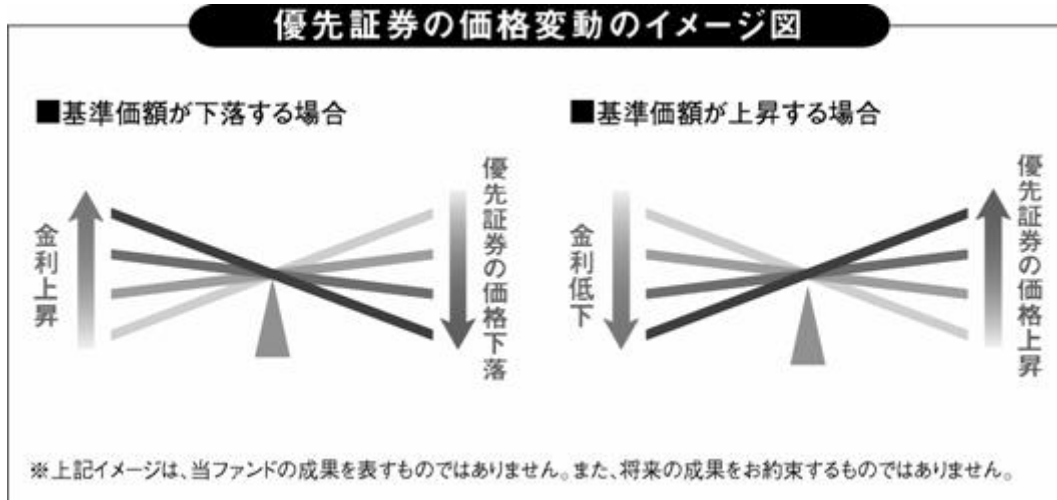 優先証券の価格変動のイメージ図
■基準価額が下落する場合
金利上昇
優先証券の価格下落
■基準価額が上昇する場合
金利低下
優先証券の価格上昇
※上記イメージは、当ファンドの成果を表すものではありません。また、将来の成果をお約束するものではありません。